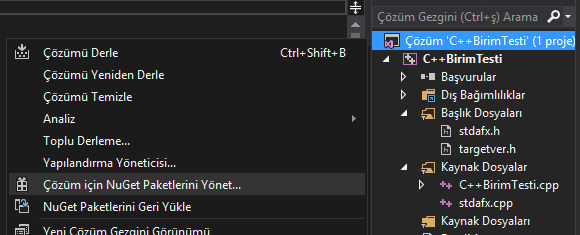 Çözümü Derle Ctrl+Shift+B
Çözümü Yeniden Derle
Çözümü Temizle
Analiz
Toplu Derleme...
Yapılandırma Yöneticisi...
Çözüm için NuGet Paketlerini Yönet...
NuGet Paketlerini Geri Yükle
Yeni Çözüm Gezgini Görünümü
Çözüm Gezgini (Ctrl+ş) Arama
Çözüm 'C++BirimTesti' (1 proje)
C++BirimTesti
Başvurular
Dış Bağımlılıklar
Başlık Dosyaları
stdafx.h
targetver.h
Kaynak Dosyalar
C++BirimTesti.cpp
stdafx.cpp
Kaynak Dosyaları